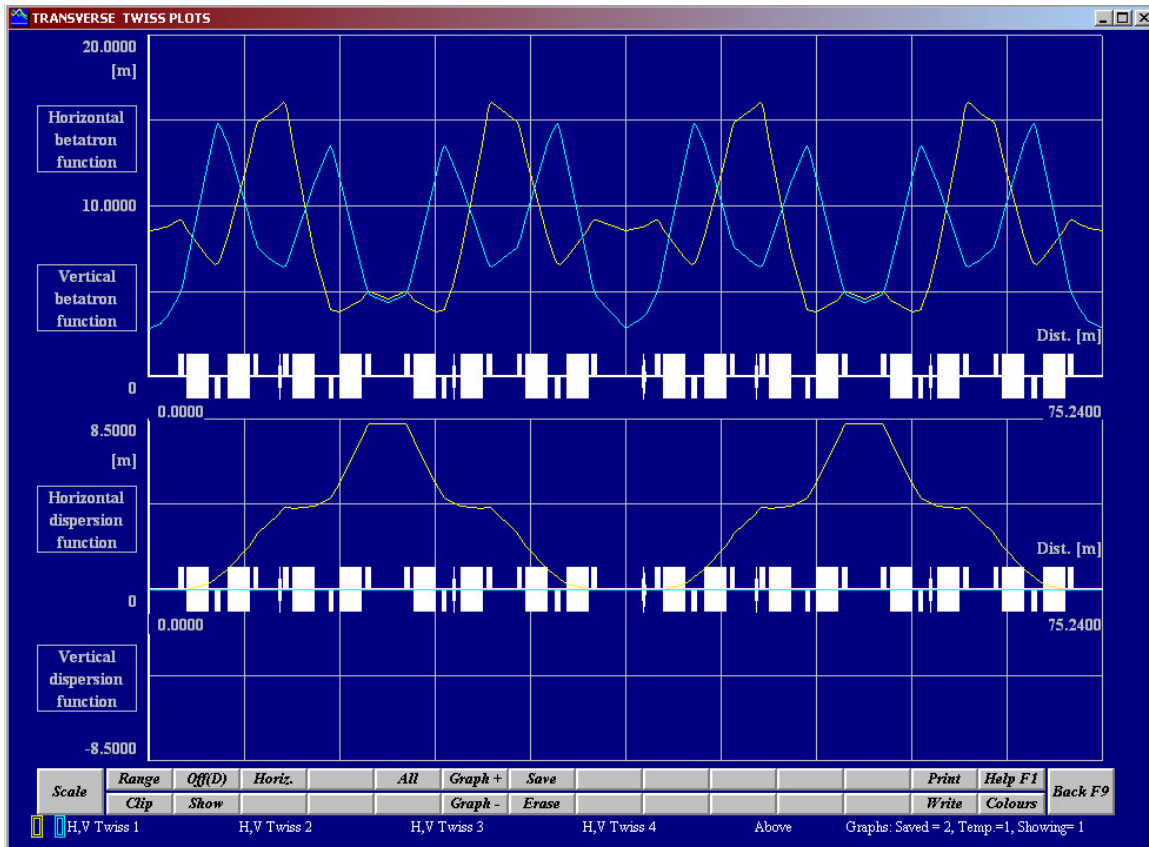 TRANSVERSE TWISS PLOTS
20.0000
[m]
Horizontal
betatron
function
10.0000
Vertical
betatron
function
Dist. [m]
0
0.0000
75.2400
8.5000
[m]
Horizontal
dispersion
function
Dist. [m]
0
0.0000
75.2400
Vertical
dispersion
function
-8.5000
Scale
Range
Off(D)
Horiz.
All
Graph +
Save
Print
Help F1
Back F9
Clip
Show
Graph -
Erase
Write
Colours
H,V Twiss 1
H,V Twiss 2
H,V Twiss 3
H,V Twiss 4
Above
Graphs: Saved = 2, Temp.=1, Showing= 1